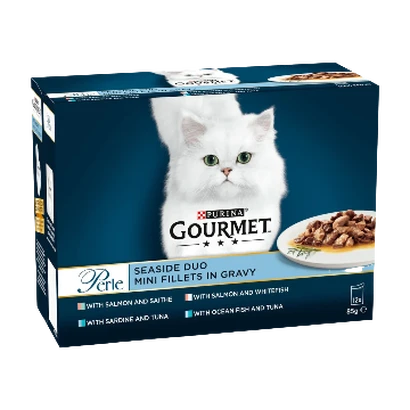 PURINA
GOURMET
Perle
SEASIDE DUO
MINI FILLETS IN GRAVY
WITH SALMON AND SAITHE
WITH SALMON AND WHITEFISH
WITH SARDINE AND TUNA
WITH OCEAN FISH AND TUNA
12x
85g e